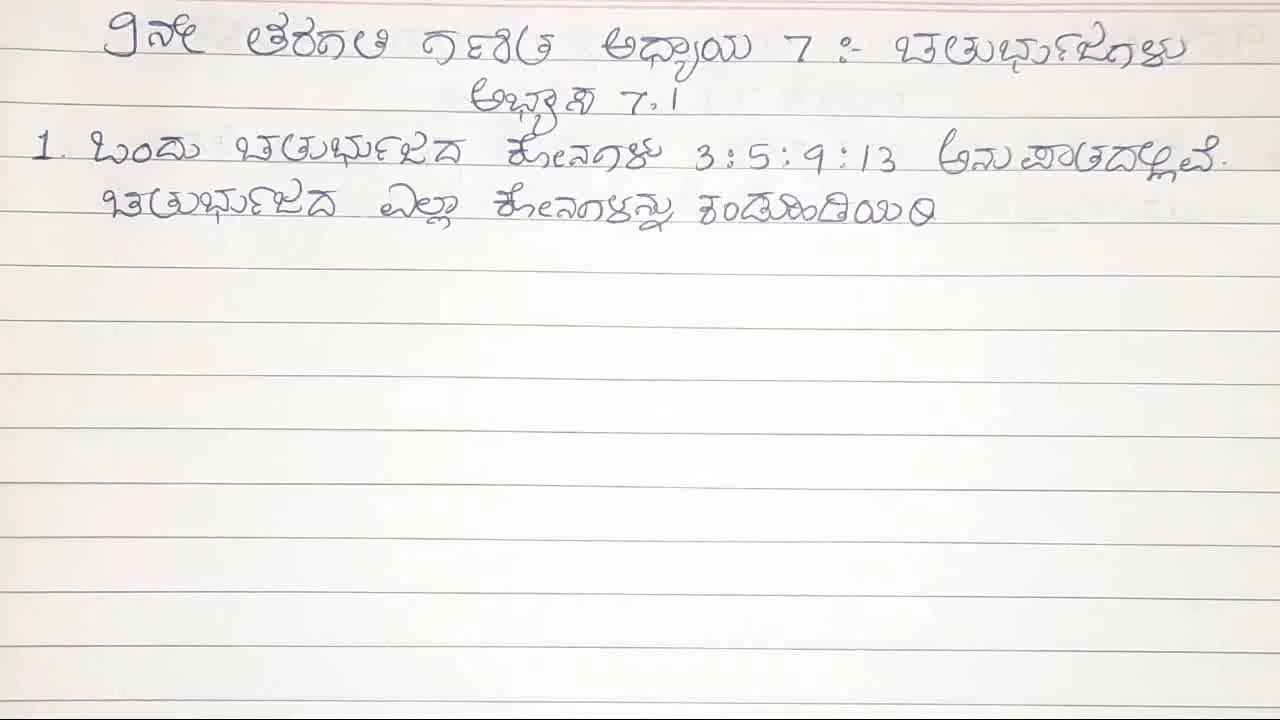 9ನೇ ತರಗತಿ ಗಣಿತ ಅಧ್ಯಾಯ 7 :- ಚತುರ್ಭುಜಗಳು
ಅಭ್ಯಾಸ 7.1
1. ಒಂದು ಚತುರ್ಭುಜದ ಕೋನಗಳು 3:5:9:13 ಅನುಪಾತದಲ್ಲಿವೆ.
ಚತುರ್ಭುಜದ ಎಲ್ಲಾ ಕೋನಗಳನ್ನು ಕಂಡುಹಿಡಿಯಿರಿ